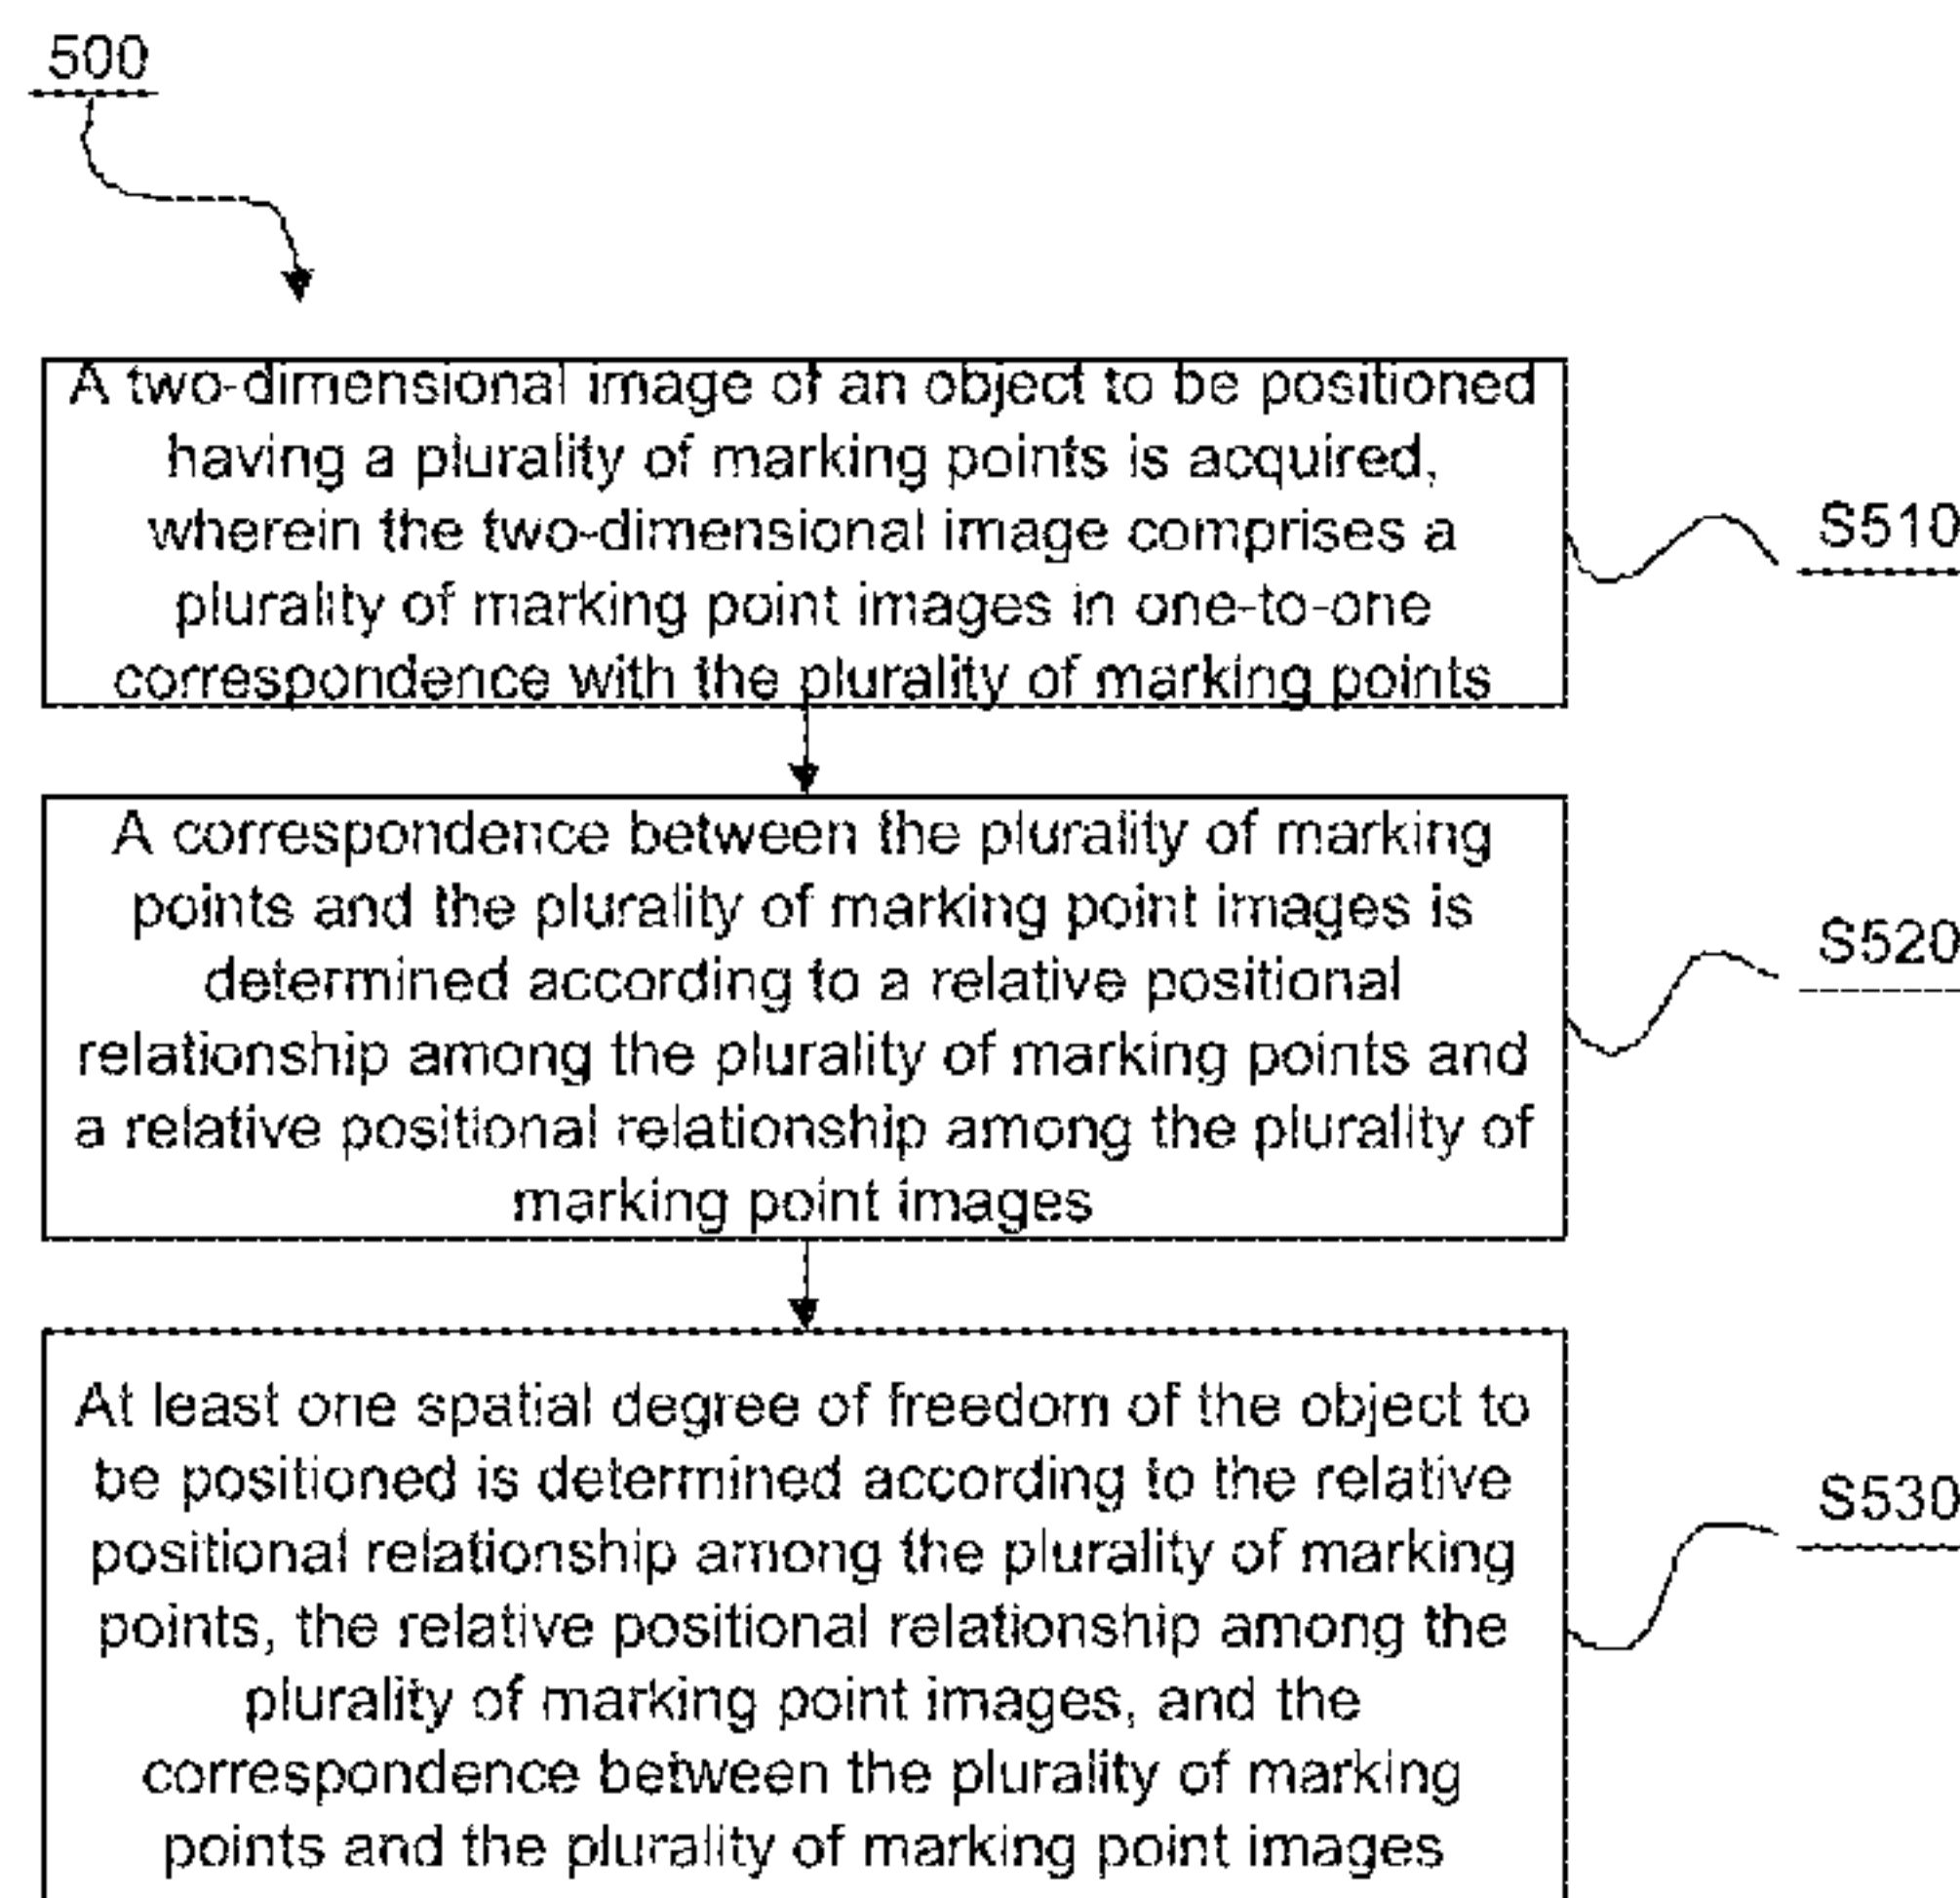 500
A two-dimensional image of an object to be positioned
having a plurality of marking points is acquired,
wherein the two-dimensional image comprises a
plurality of marking point images in one-to-one
correspondence with the plurality of marking points
S510
A correspondence between the plurality of marking
points and the plurality of marking point images is
determined according to a relative positional
relationship among the plurality of marking points and
a relative positional relationship among the plurality of
marking point images
S520
At least one spatial degree of freedom of the object to
be positioned is determined according to the relative
positional relationship among the plurality of marking
points, the relative positional relationship among the
plurality of marking point images, and the
correspondence between the plurality of marking
points and the plurality of marking point images
S530